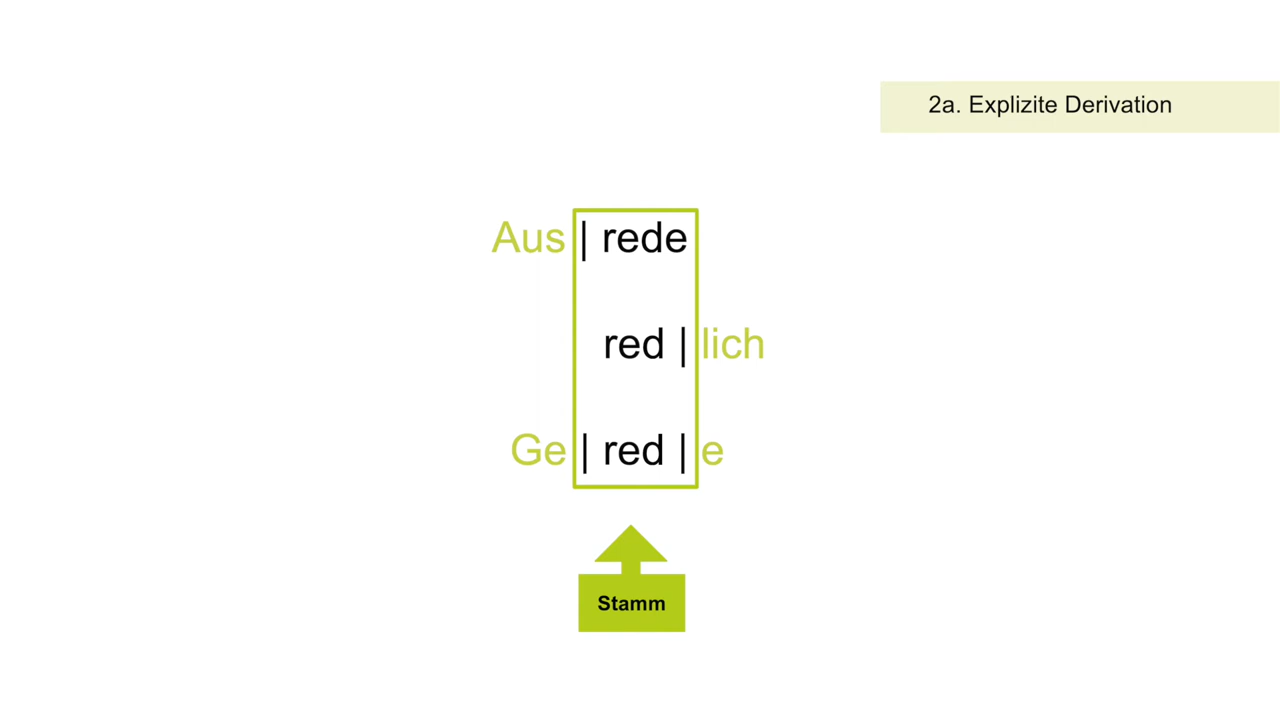 2a. Explizite Derivation
Aus | rede
red | lich
Ge | red | e
Stamm